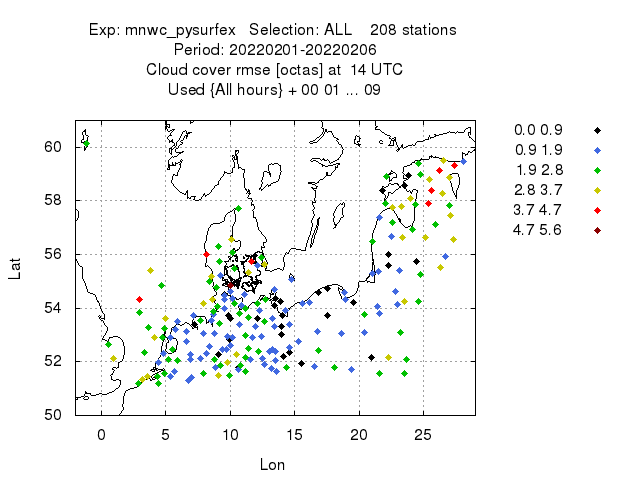 Exp: mnwc_pysurfex Selection: ALL 208 stations
Period: 20220201-20220206
Cloud cover rmse [octas] at 14 UTC
Used {All hours} + 00 01 ... 09
0.0 0.9
0.9 1.9
1.9 2.8
2.8 3.7
3.7 4.7
4.7 5.6
60
58
56
54
52
50
Lat
0 5 10 15 20 25
Lon